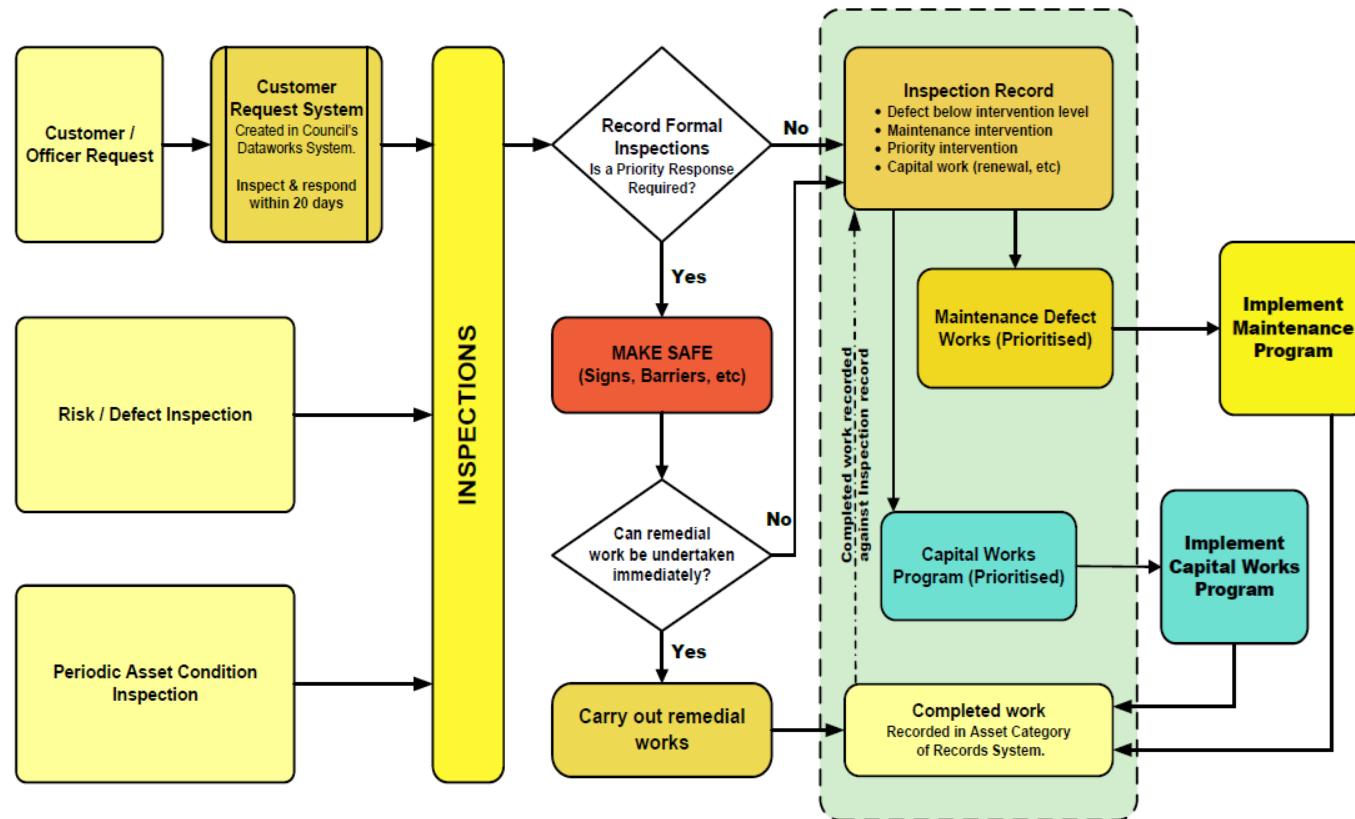 Customer /
Officer Request
Customer
Request System
Created in Council's
Dataworks System.
Inspect & respond
within 20 days
Risk / Defect Inspection
Periodic Asset Condition
Inspection
INSPECTIONS
Record Formal
Inspections
Is a Priority Response
Required?
No
Yes
MAKE SAFE
(Signs, Barriers, etc)
Can remedial
work be undertaken
immediately?
No
Yes
Carry out remedial
works
Inspection Record
• Defect below intervention level
• Maintenance intervention
• Priority intervention
• Capital work (renewal, etc)
Maintenance Defect
Works (Prioritised)
Completed work recorded
against Inspection record
Capital Works
Program (Prioritised)
Completed work
Recorded in Asset Category
of Records System.
Implement
Maintenance
Program
Implement
Capital Works
Program